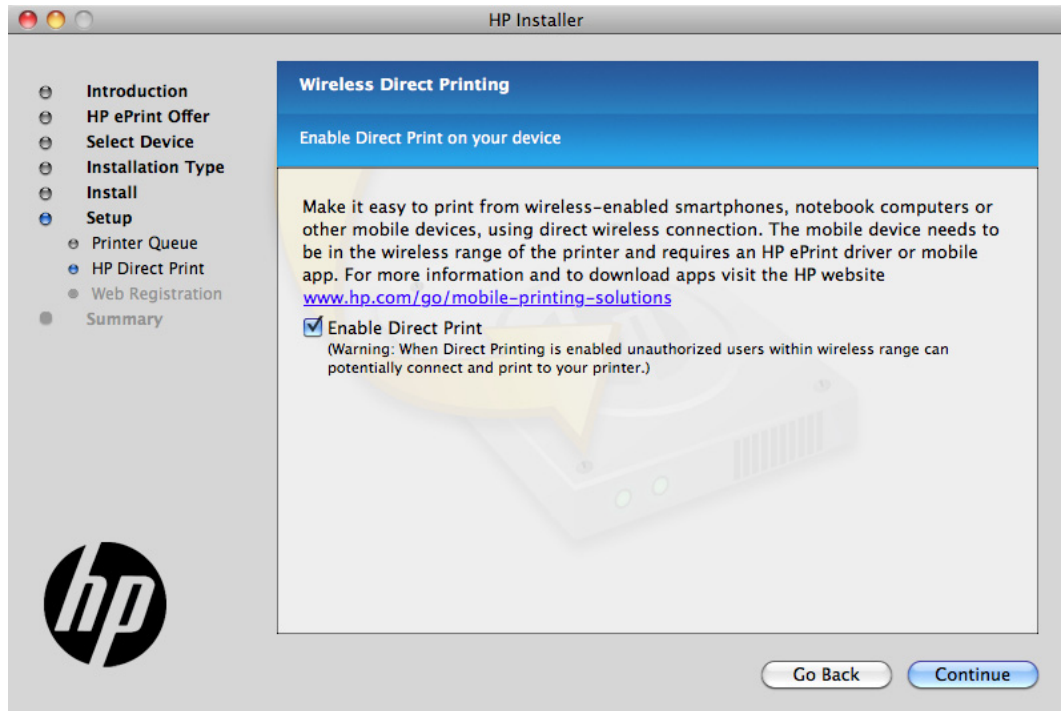 HP Installer
Introduction
HP ePrint Offer
Select Device
Installation Type
Install
Setup
Printer Queue
HP Direct Print
Web Registration
Summary
Wireless Direct Printing
Enable Direct Print on your device
Make it easy to print from wireless-enabled smartphones, notebook computers or
other mobile devices, using direct wireless connection. The mobile device needs to
be in the wireless range of the printer and requires an HP ePrint driver or mobile
app. For more information and to download apps visit the HP website
www.hp.com/go/mobile-printing-solutions
Enable Direct Print
(Warning: When Direct Printing is enabled unauthorized users within wireless range can
potentially connect and print to your printer.)
hp
Go Back
Continue